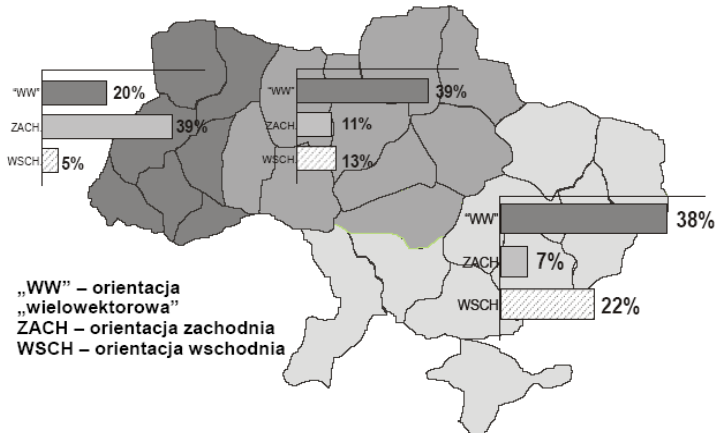 "WW" 20%
ZACH. 39%
WSCH. 5%
"WW" 39%
ZACH. 11%
WSCH. 13%
"WW" 38%
ZACH 7%
WSCH 22%
„WW” – orientacja
„wielowektorowa”
ZACH – orientacja zachodnia
WSCH – orientacja wschodnia